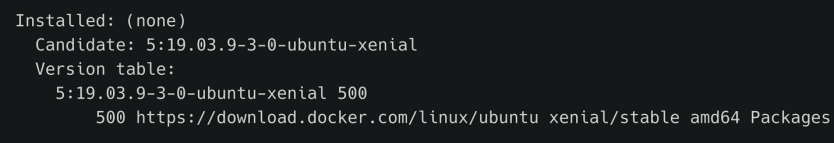 Installed: (none)
Candidate: 5:19.03.9-3-0-ubuntu-xenial
Version table:
5:19.03.9-3-0-ubuntu-xenial 500
500 https://download.docker.com/linux/ubuntu xenial/stable amd64 Packages